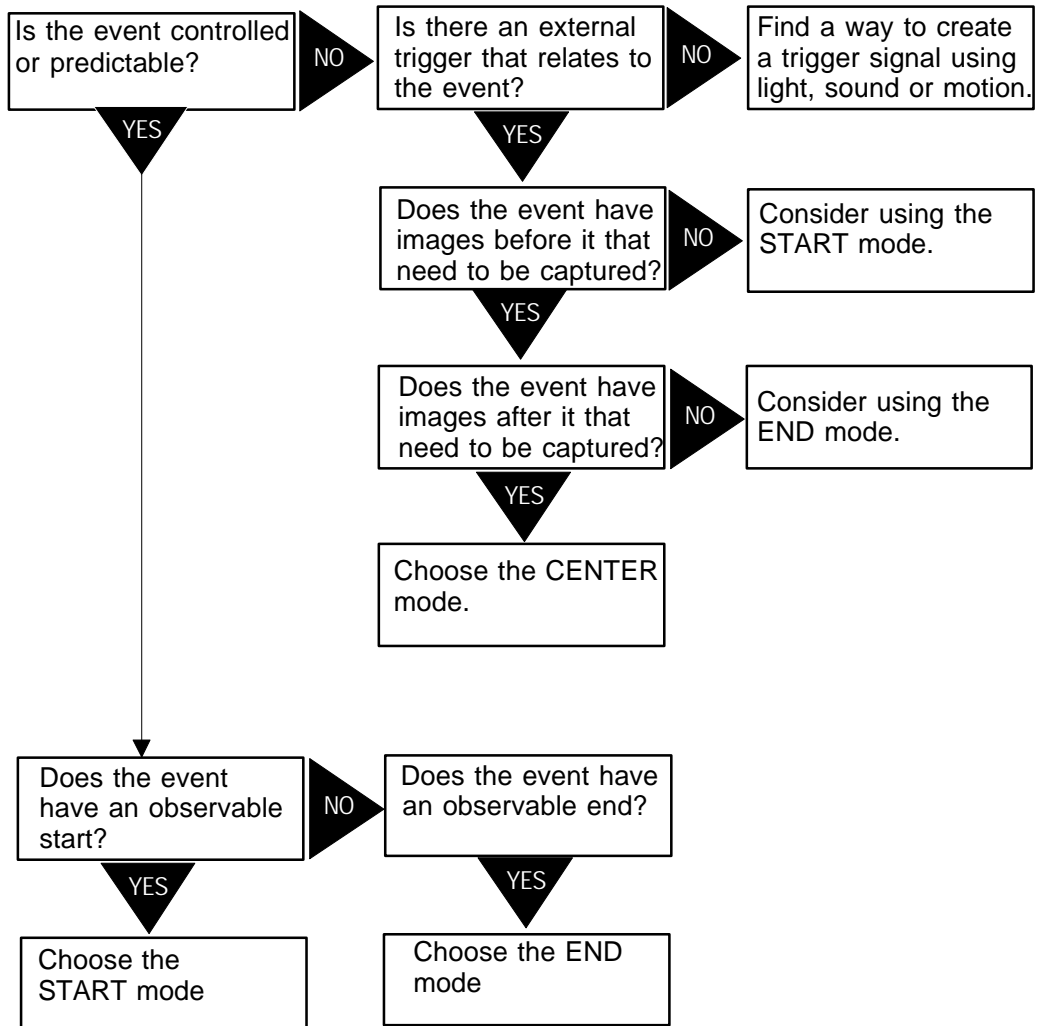 Is the event controlled
or predictable?
NO
Is there an external
trigger that relates to
the event?
NO
Find a way to create
a trigger signal using
light, sound or motion.
YES
YES
Does the event have
images before it that
need to be captured?
NO
Consider using the
START mode.
YES
Does the event have
images after it that
need to be captured?
NO
Consider using the
END mode.
YES
Choose the CENTER
mode.
Does the event
have an observable
start?
NO
Does the event have
an observable end?
YES
YES
Choose the
START mode
Choose the END
mode